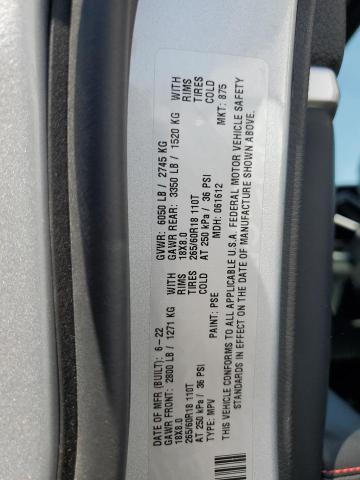 DATE OF MFR (BUILT): 6-22 GVWR: 6050 LB / 2745 KG
GAWR FRONT: 2800 LB / 1271 KG WITH GAWR REAR: 3350 LB / 1520 KG WITH
18X8.0 RIMS 18X8.0 RIMS
265/60R18 110T TIRES 265/60R18 110T TIRES
AT 250 kPa / 36 PSI COLD AT 250 kPa / 36 PSI COLD
TYPE: MPV PAINT: PSE MDH: 061612 MKT: 875
THIS VEHICLE CONFORMS TO ALL APPLICABLE U.S.A. FEDERAL MOTOR VEHICLE SAFETY
STANDARDS IN EFFECT ON THE DATE OF MANUFACTURE SHOWN ABOVE.